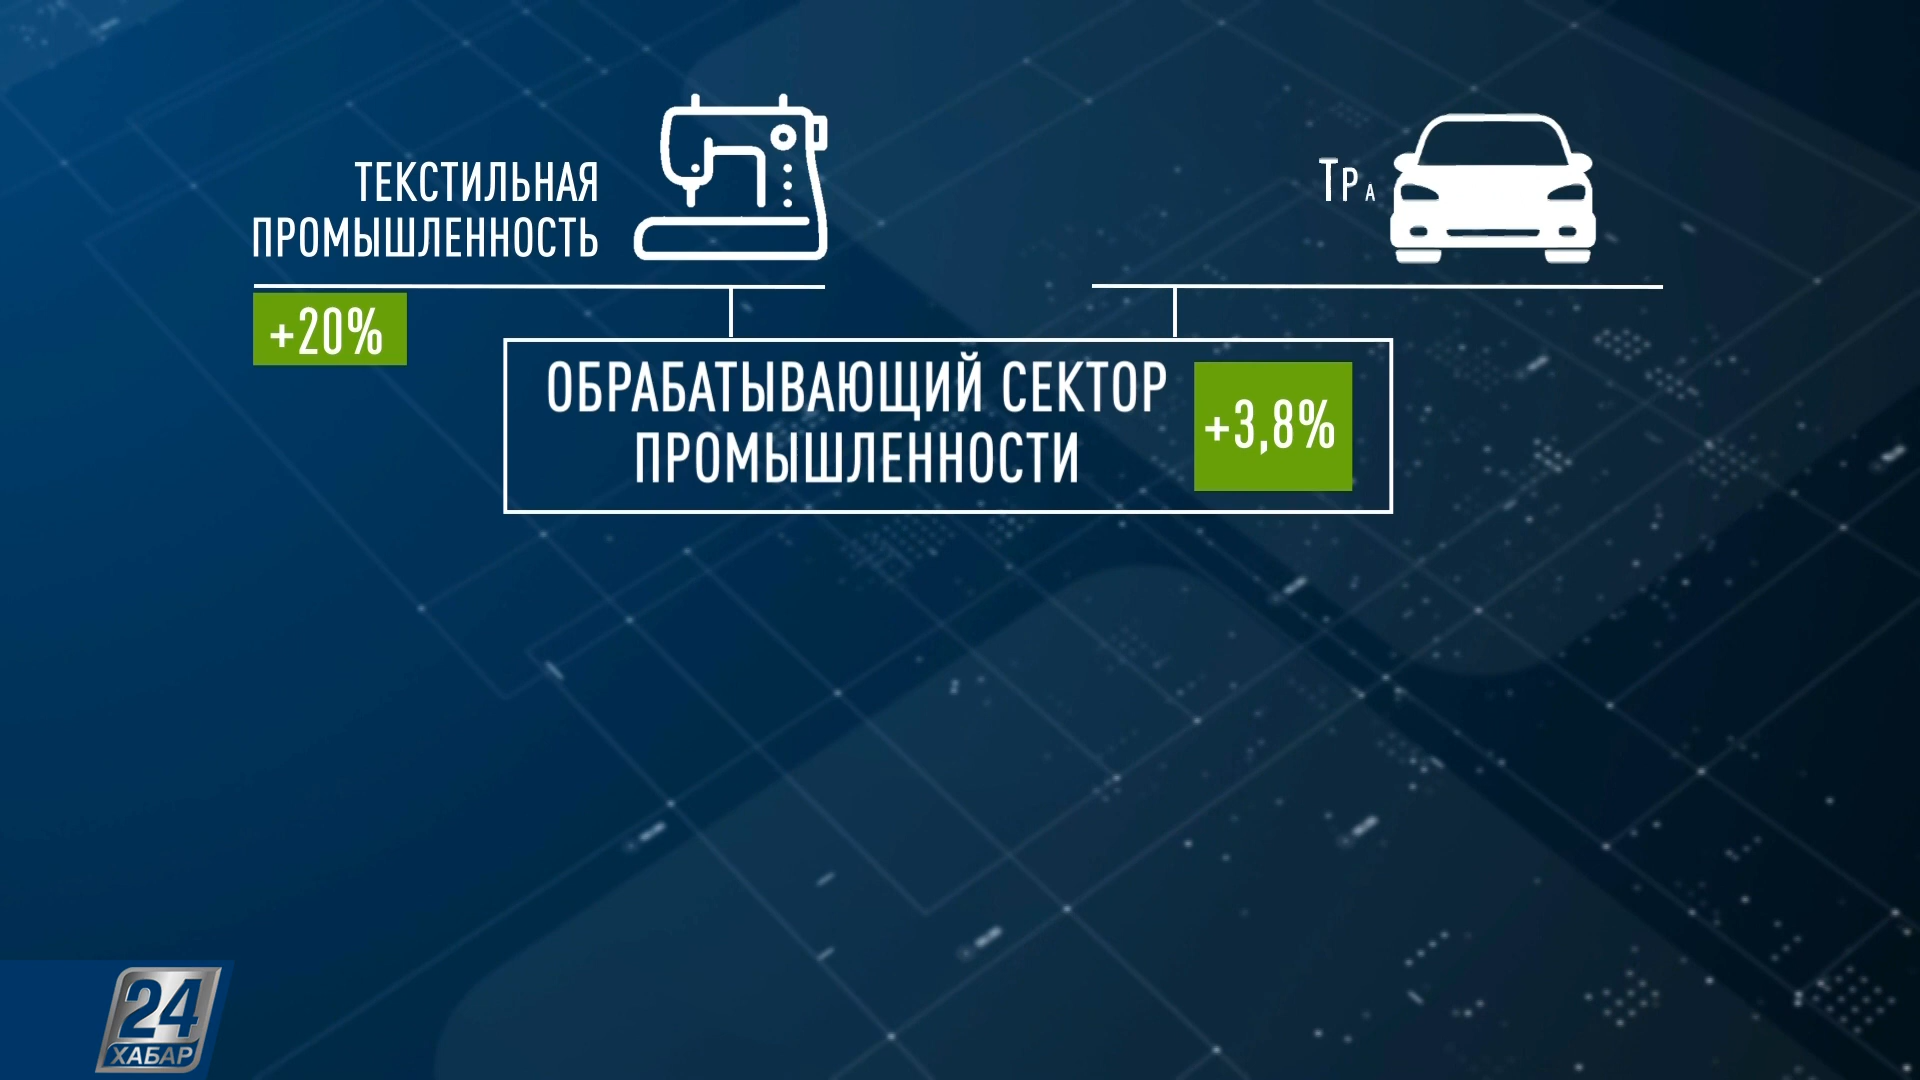 ТЕКСТИЛЬНАЯ
ПРОМЫШЛЕННОСТЬ
+20%
ТРА
ОБРАБАТЫВАЮЩИЙ СЕКТОР
ПРОМЫШЛЕННОСТИ
+3,8%
24
ХАБАР